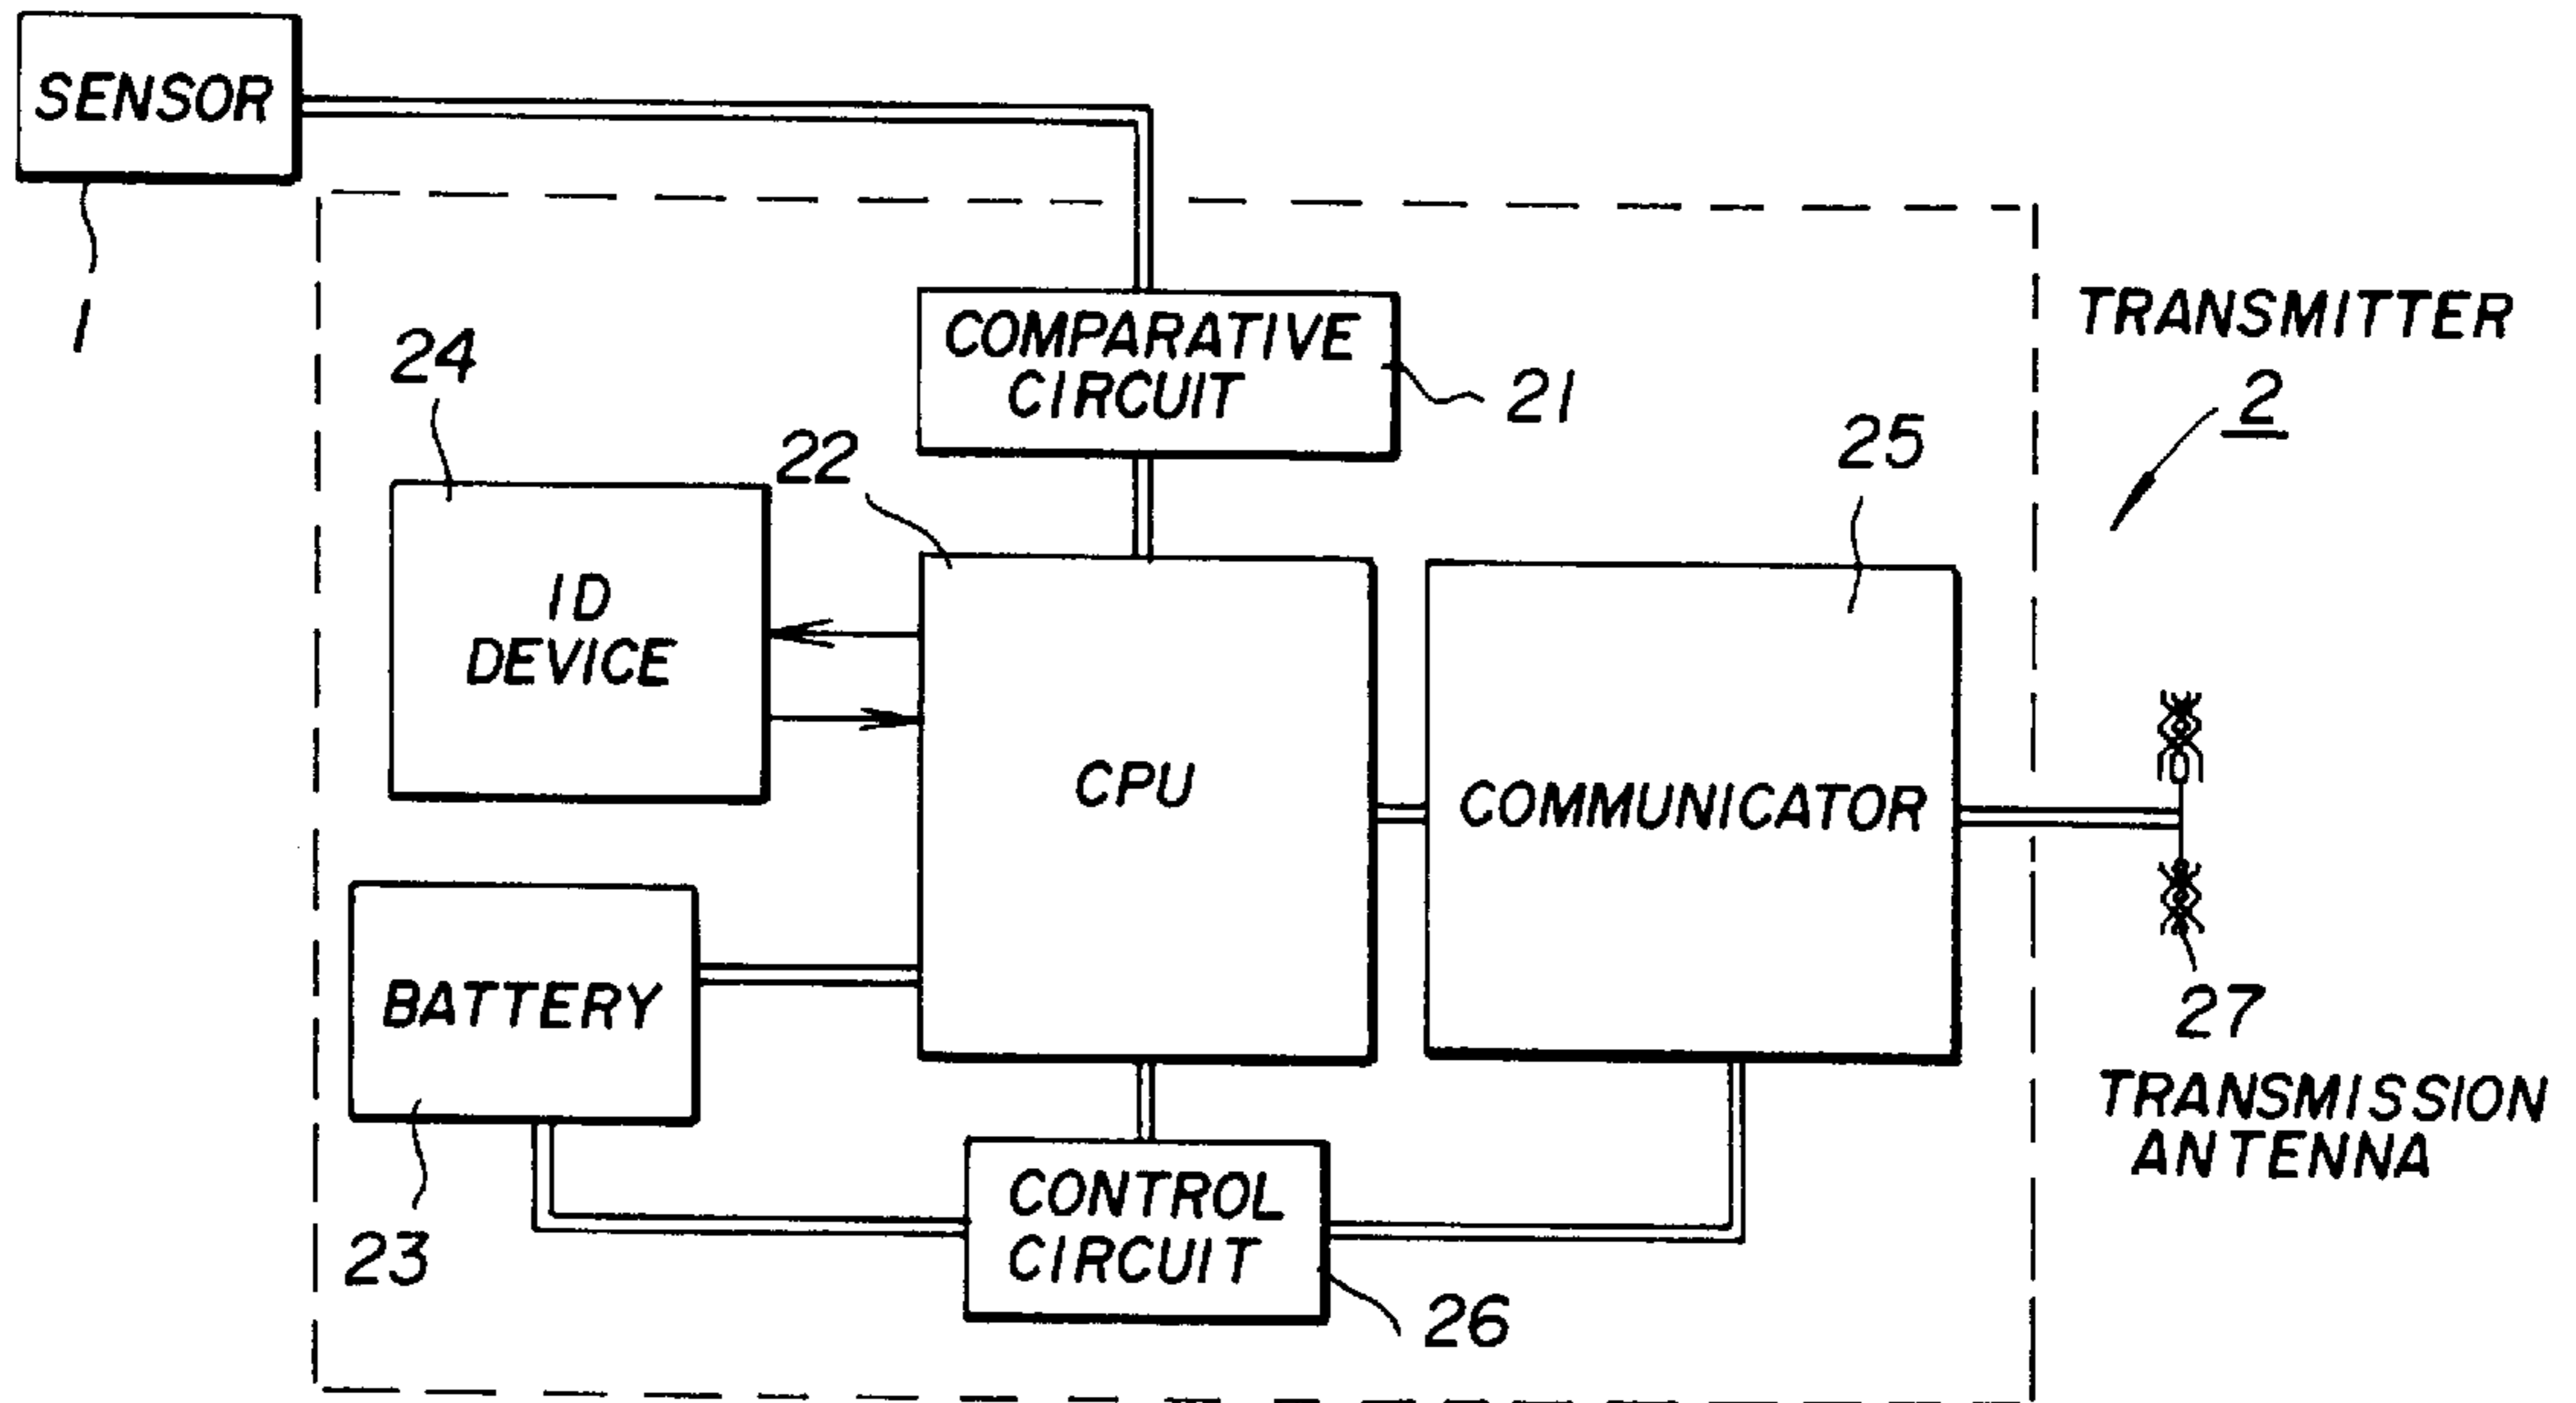 SENSOR
1
COMPARATIVE
CIRCUIT
21
TRANSMITTER
2
24
22
25
ID
DEVICE
CPU
COMMUNICATOR
BATTERY
23
27
TRANSMISSION
ANTENNA
CONTROL
CIRCUIT
26